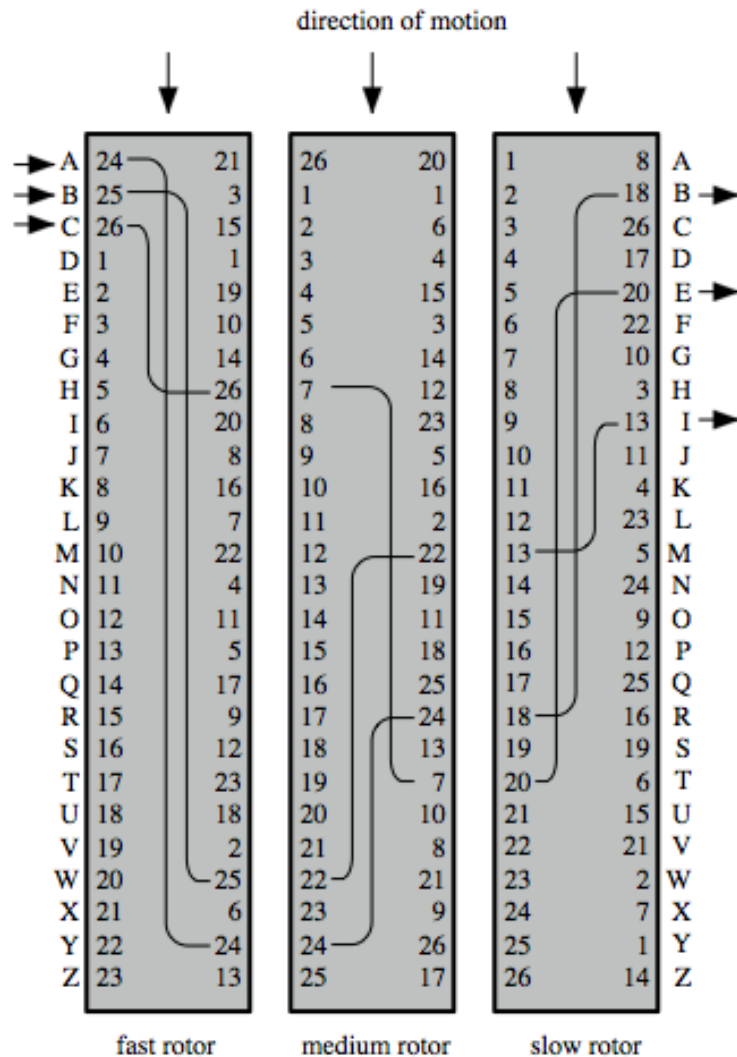 direction of motion
A 24 21 26 20 1 8 A
B 25 3 1 1 2 18 B
C 26 15 2 6 3 26 C
D 1 1 3 4 4 17 D
E 2 19 4 15 5 20 E
F 3 10 5 3 6 22 F
G 4 14 6 14 7 10 G
H 5 26 7 12 8 3 H
I 6 20 8 23 9 13 I
J 7 8 9 5 10 11 J
K 8 16 10 16 11 4 K
L 9 7 11 2 12 23 L
M 10 22 12 22 13 5 M
N 11 4 13 19 14 24 N
O 12 11 14 11 15 9 O
P 13 5 15 18 16 12 P
Q 14 17 16 25 17 25 Q
R 15 9 17 24 18 16 R
S 16 12 18 13 19 19 S
T 17 23 19 7 20 6 T
U 18 18 20 10 21 15 U
V 19 2 21 8 22 21 V
W 20 25 22 21 23 2 W
X 21 6 23 9 24 7 X
Y 22 24 24 26 25 1 Y
Z 23 13 25 17 26 14 Z
fast rotor medium rotor slow rotor